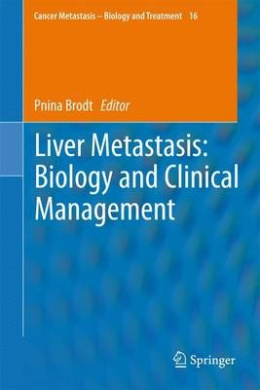 Cancer Metastasis – Biology and Treatment 16
Pnina Brodt Editor
Liver Metastasis:
Biology and Clinical
Management
Springer